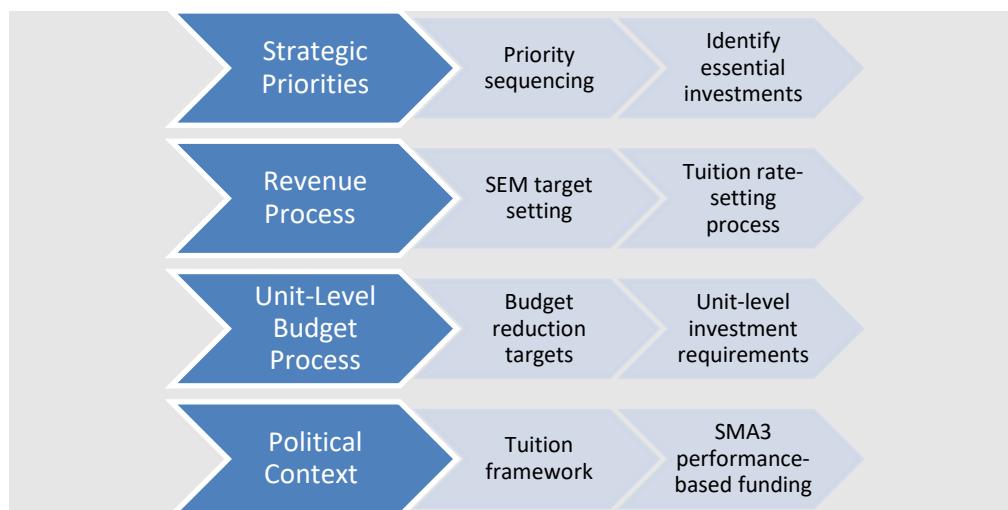 Strategic
Priorities
Priority
sequencing
Identify
essential
investments
Revenue
Process
SEM target
setting
Tuition rate-
setting
process
Unit-Level
Budget
Process
Budget
reduction
targets
Unit-level
investment
requirements
Political
Context
Tuition
framework
SMA3
performance-
based funding